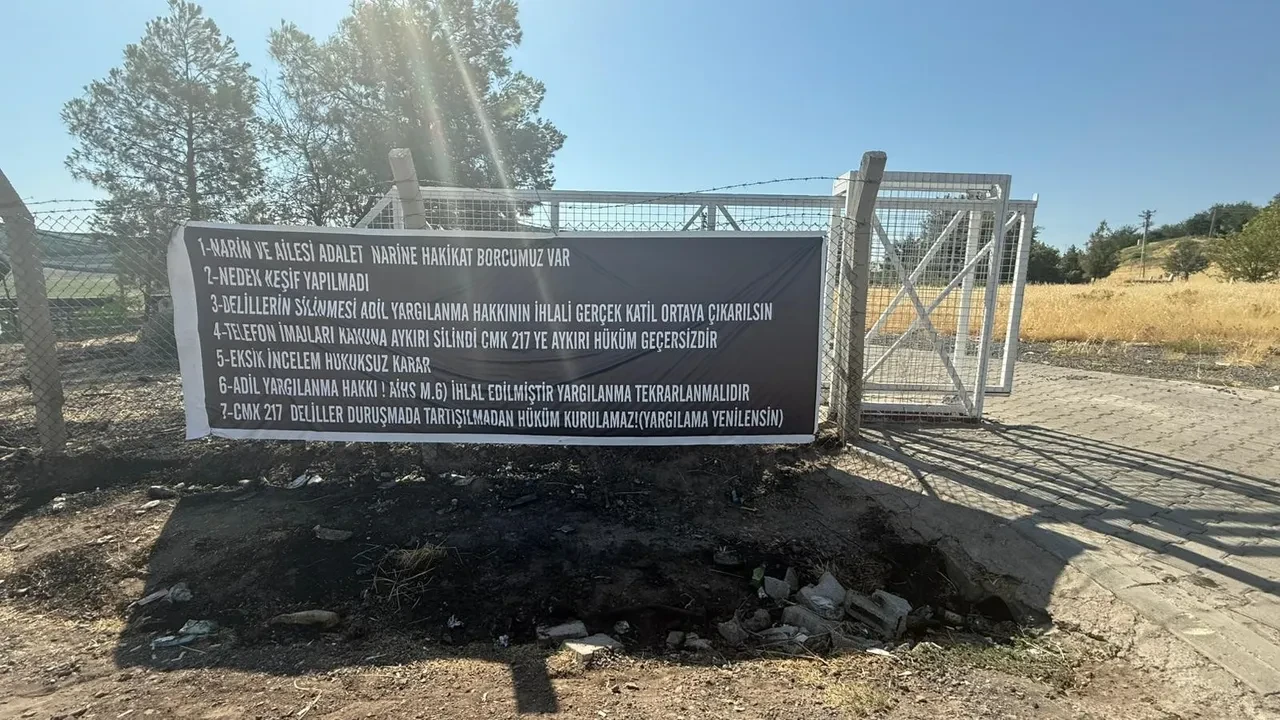 1-NARİN VE AİLESİ ADALET NARİNE HAKİKAT BORCUMUZ VAR
2-NEDEN KEŞİF YAPILMADI
3-DELİLLERİN SİLİNMESİ ADİL YARGILANMA HAKKININ İHLALİ GERÇEK KATİL ORTAYA ÇIKARILSIN
4-TELEFON İMAJLARI KANUNA AYKIRI SİLİNDİ CMK 217 YE AYKIRI HÜKÜM GEÇERSİZDİR
5-EKSİK İNCELEM HUKUKSUZ KARAR
6-ADİL YARGILANMA HAKKI ! AİHS M.6) İHLAL EDİLMİŞTİR YARGILANMA TEKRARLANMALIDIR
7-CMK 217 DELİLLER DURUŞMADA TARTIŞILMADAN HÜKÜM KURULAMAZ!(YARGILAMA YENİLENSİN)